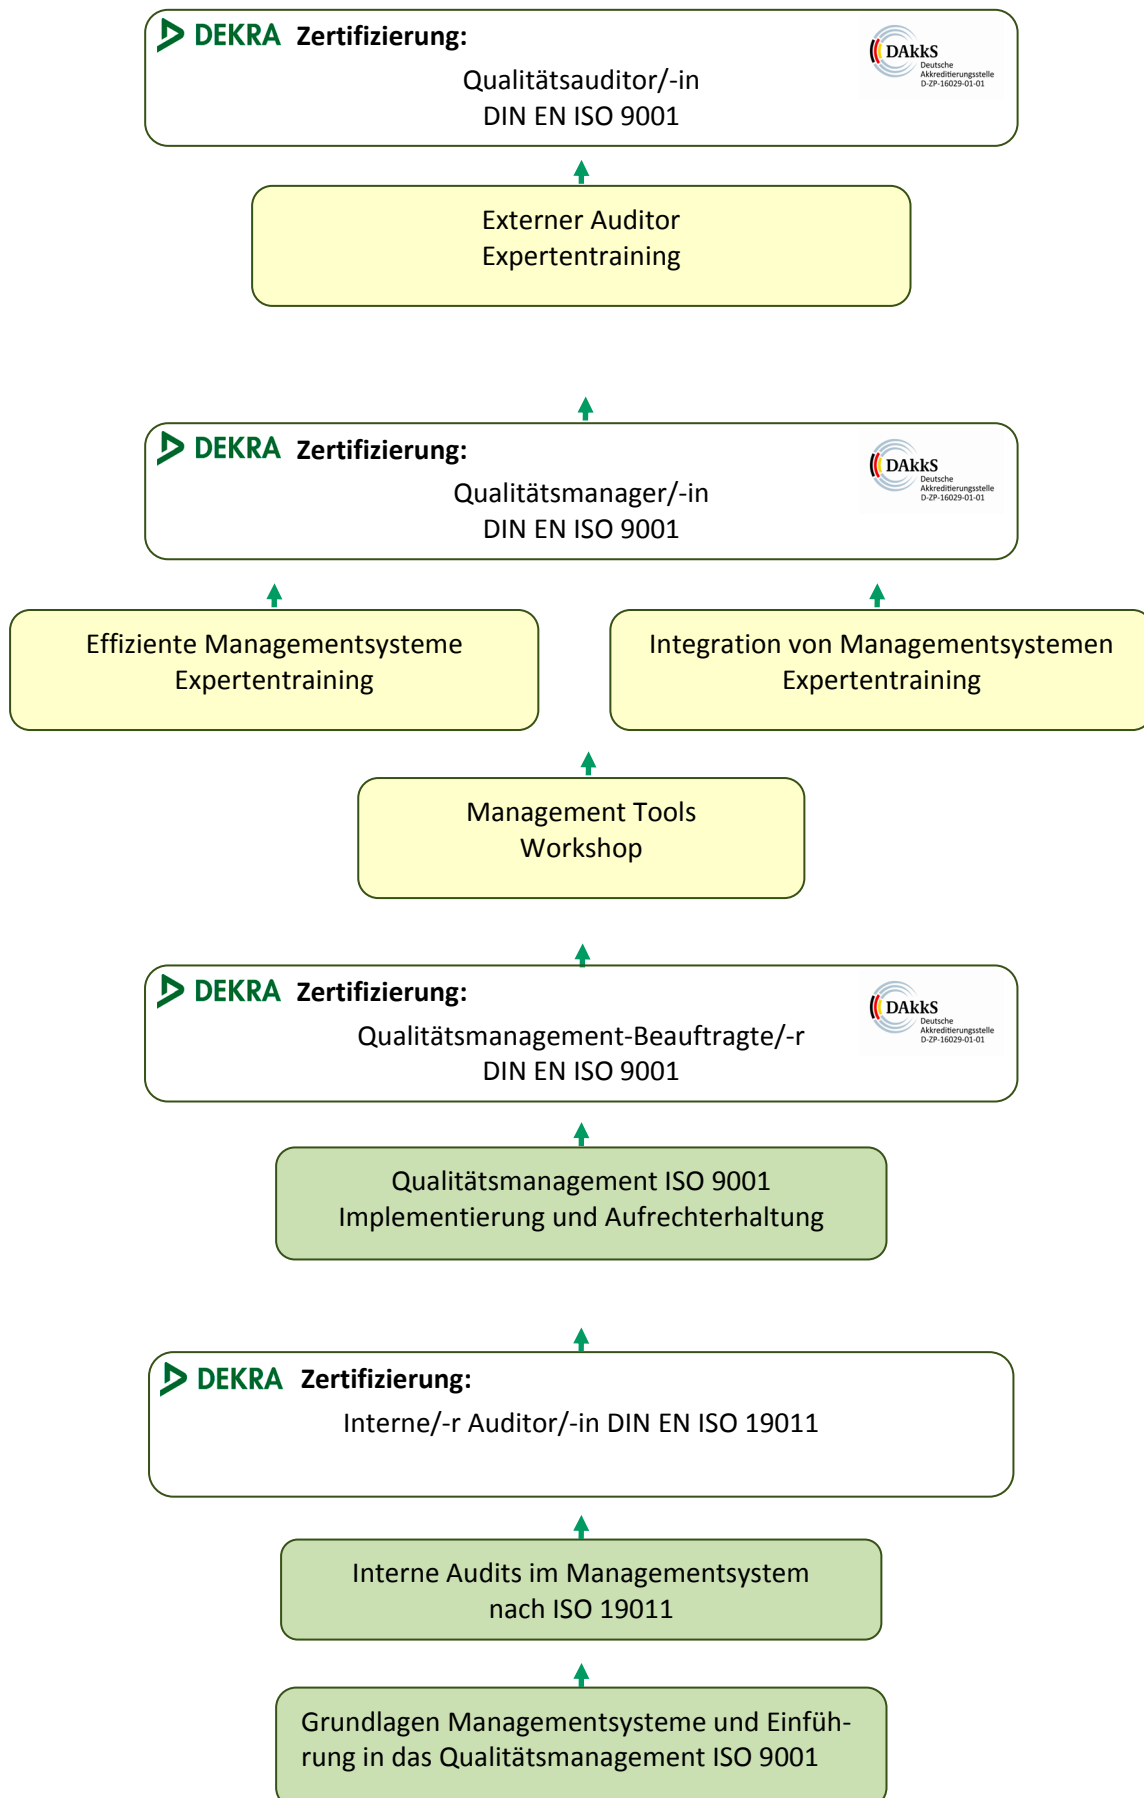 DEKRA Zertifizierung:
DAkkS
Deutsche
Akkreditierungsstelle
D-ZP-16029-01-01
Qualitätsauditor/-in
DIN EN ISO 9001
Externer Auditor
Expertentraining
DEKRA Zertifizierung:
DAkkS
Deutsche
Akkreditierungsstelle
D-ZP-16029-01-01
Qualitätsmanager/-in
DIN EN ISO 9001
Effiziente Managementsysteme
Expertentraining
Integration von Managementsystemen
Expertentraining
Management Tools
Workshop
DEKRA Zertifizierung:
DAkkS
Deutsche
Akkreditierungsstelle
D-ZP-16029-01-01
Qualitätsmanagement-Beauftragte/-r
DIN EN ISO 9001
Qualitätsmanagement ISO 9001
Implementierung und Aufrechterhaltung
DEKRA Zertifizierung:
Interne/-r Auditor/-in DIN EN ISO 19011
Interne Audits im Managementsystem
nach ISO 19011
Grundlagen Managementsysteme und Einfüh-
rung in das Qualitätsmanagement ISO 9001